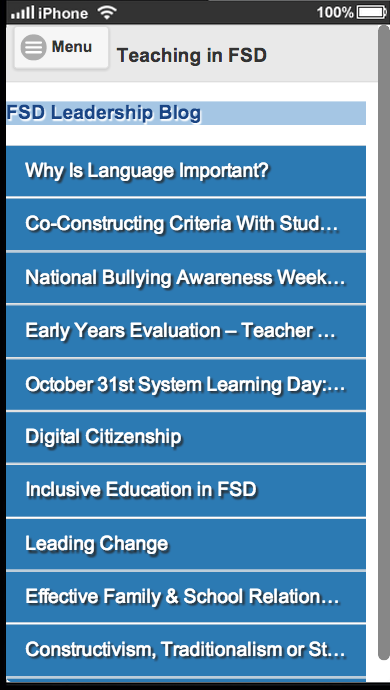 iPhone 100%
Menu
Teaching in FSD
FSD Leadership Blog
Why Is Language Important?
Co-Constructing Criteria With Stud...
National Bullying Awareness Week...
Early Years Evaluation – Teacher ...
October 31st System Learning Day:...
Digital Citizenship
Inclusive Education in FSD
Leading Change
Effective Family & School Relation...
Constructivism, Traditionalism or St...